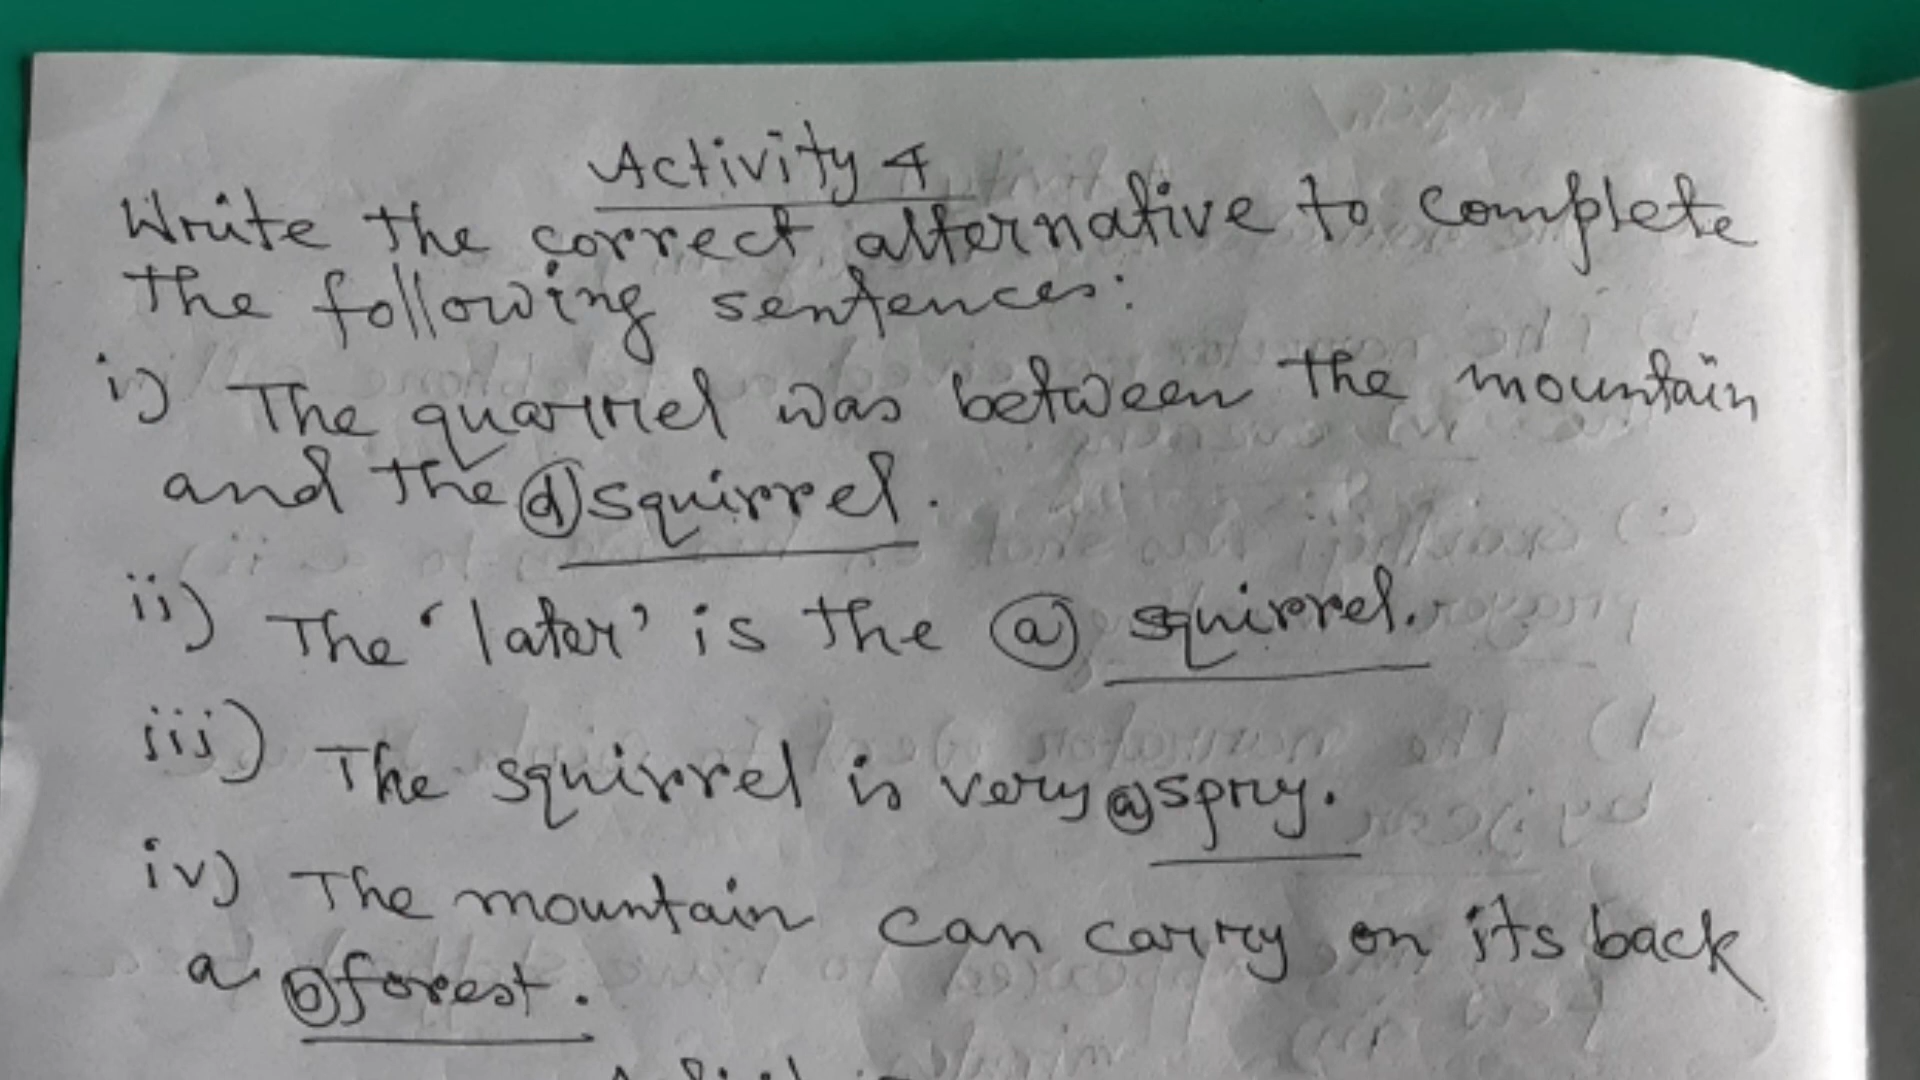 Activity 4
Write the correct alternative to complete
the following sentences:
i) The quarrel was between the mountain
and the (d) squirrel.
ii) The 'later' is the (a) squirrel.
iii) The squirrel is very (a) spry.
iv) The mountain can carry on its back
a (b) forest.